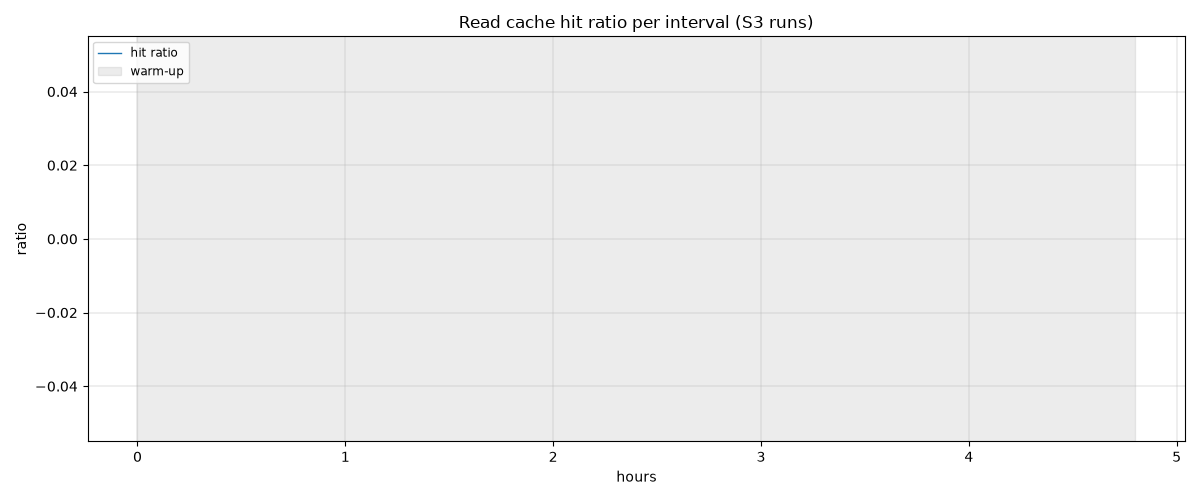 Read cache hit ratio per interval (S3 runs)
hit ratio
warm-up
0.04
0.02
0.00
−0.02
−0.04
ratio
0 1 2 3 4 5
hours